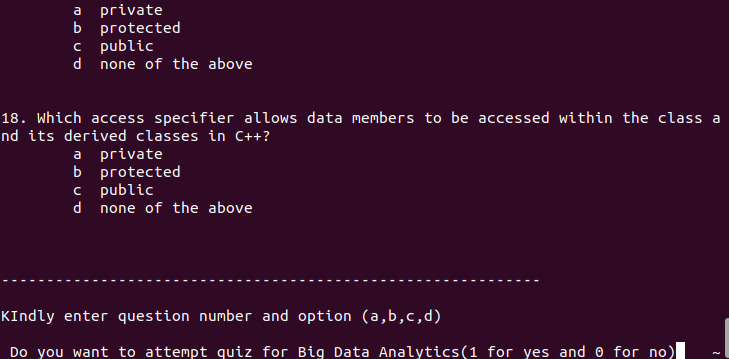 a  private
b  protected
c  public
d  none of the above
18. Which access specifier allows data members to be accessed within the class a
nd its derived classes in C++?
a  private
b  protected
c  public
d  none of the above
------------------------------------------------------------
KIndly enter question number and option (a,b,c,d)
Do you want to attempt quiz for Big Data Analytics(1 for yes and 0 for no)    ~